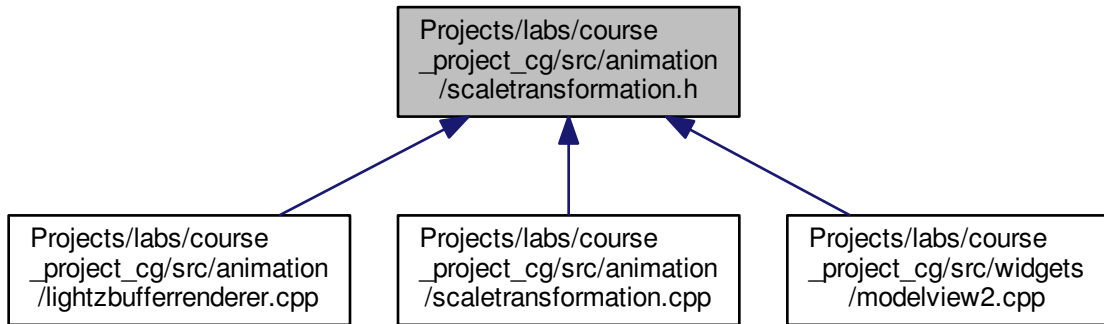 Projects/labs/course
_project_cg/src/animation
/scaletransformation.h
Projects/labs/course
_project_cg/src/animation
/lightzbufferrenderer.cpp
Projects/labs/course
_project_cg/src/animation
/scaletransformation.cpp
Projects/labs/course
_project_cg/src/widgets
/modelview2.cpp